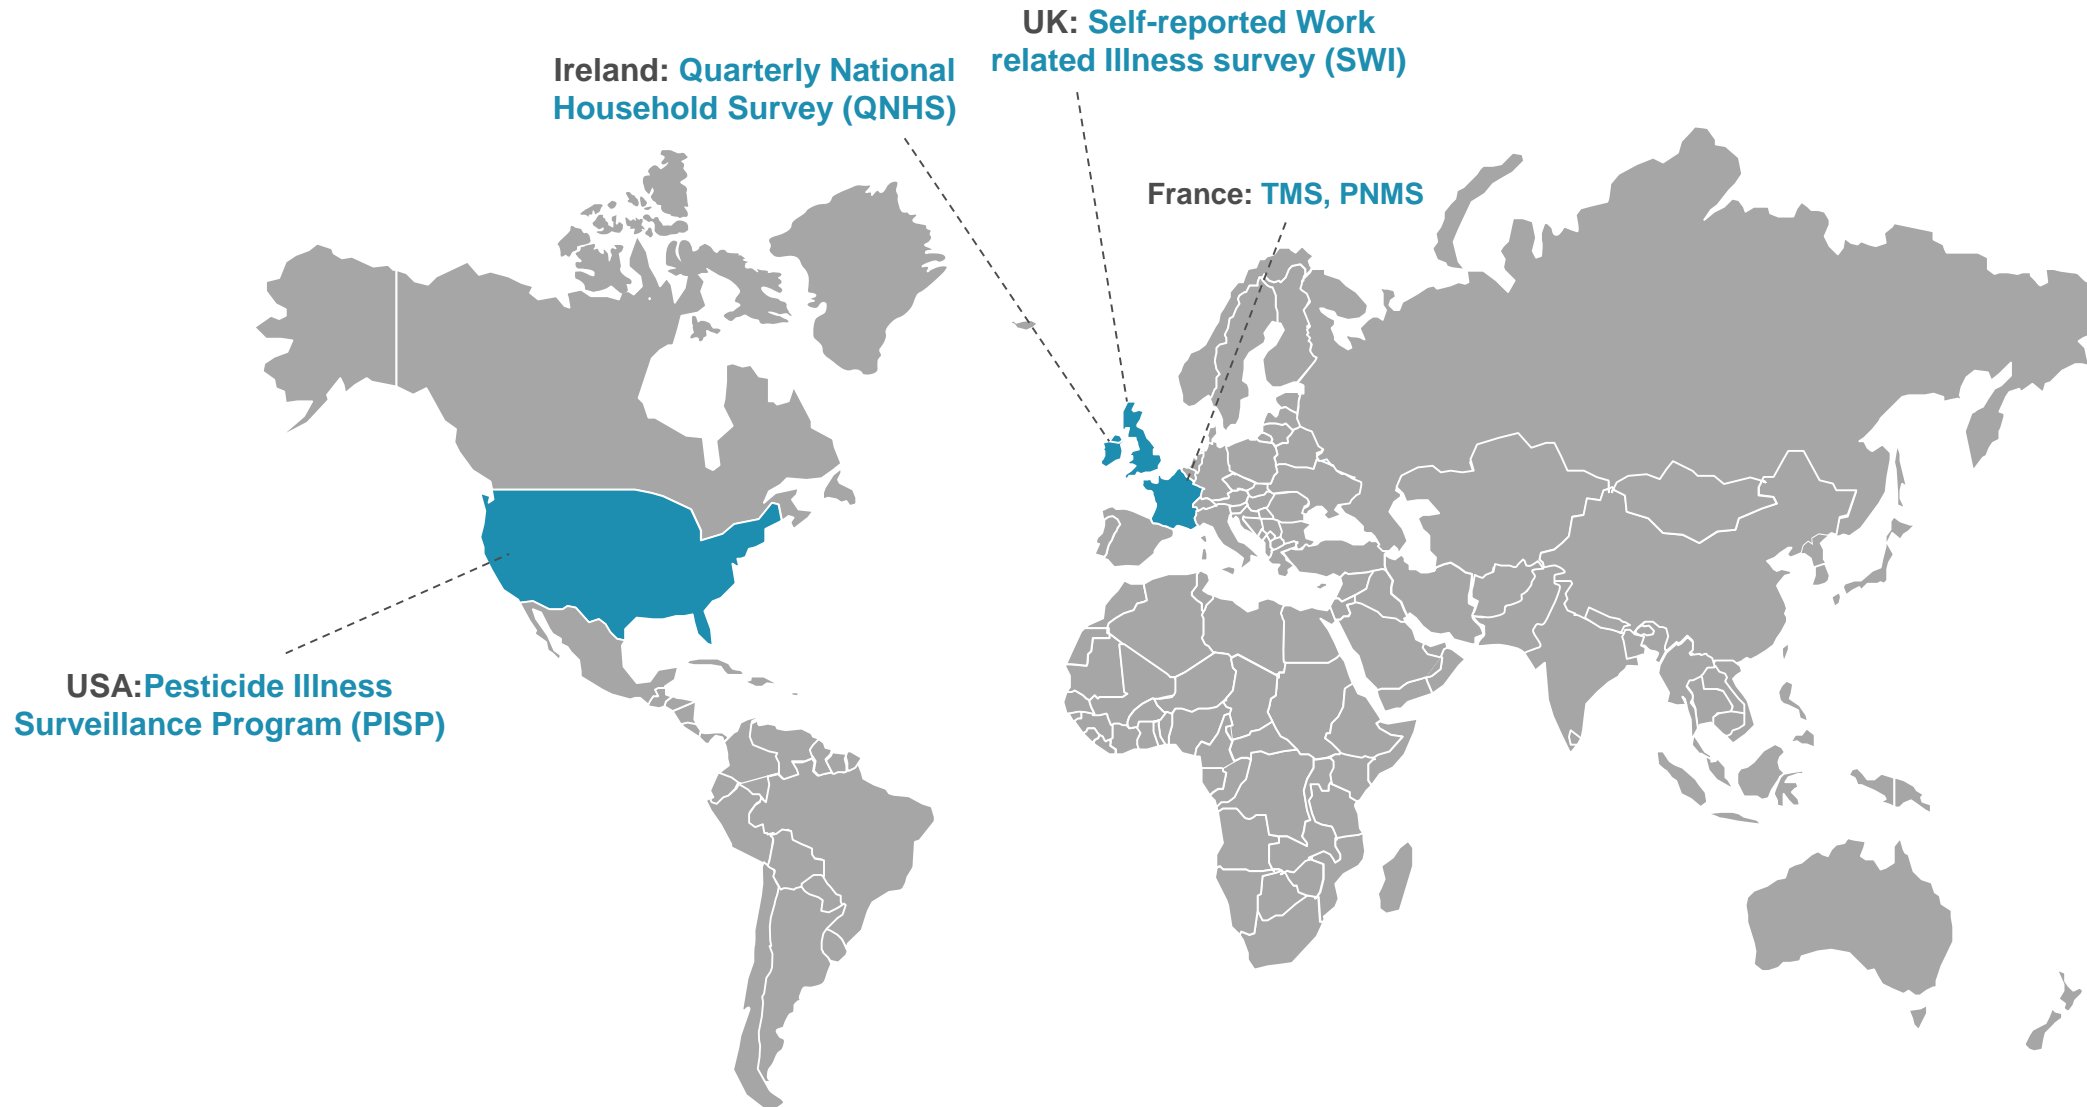 UK: Self-reported Work
related Illness survey (SWI)
Ireland: Quarterly National
Household Survey (QNHS)
France: TMS, PNMS
USA:Pesticide Illness
Surveillance Program (PISP)